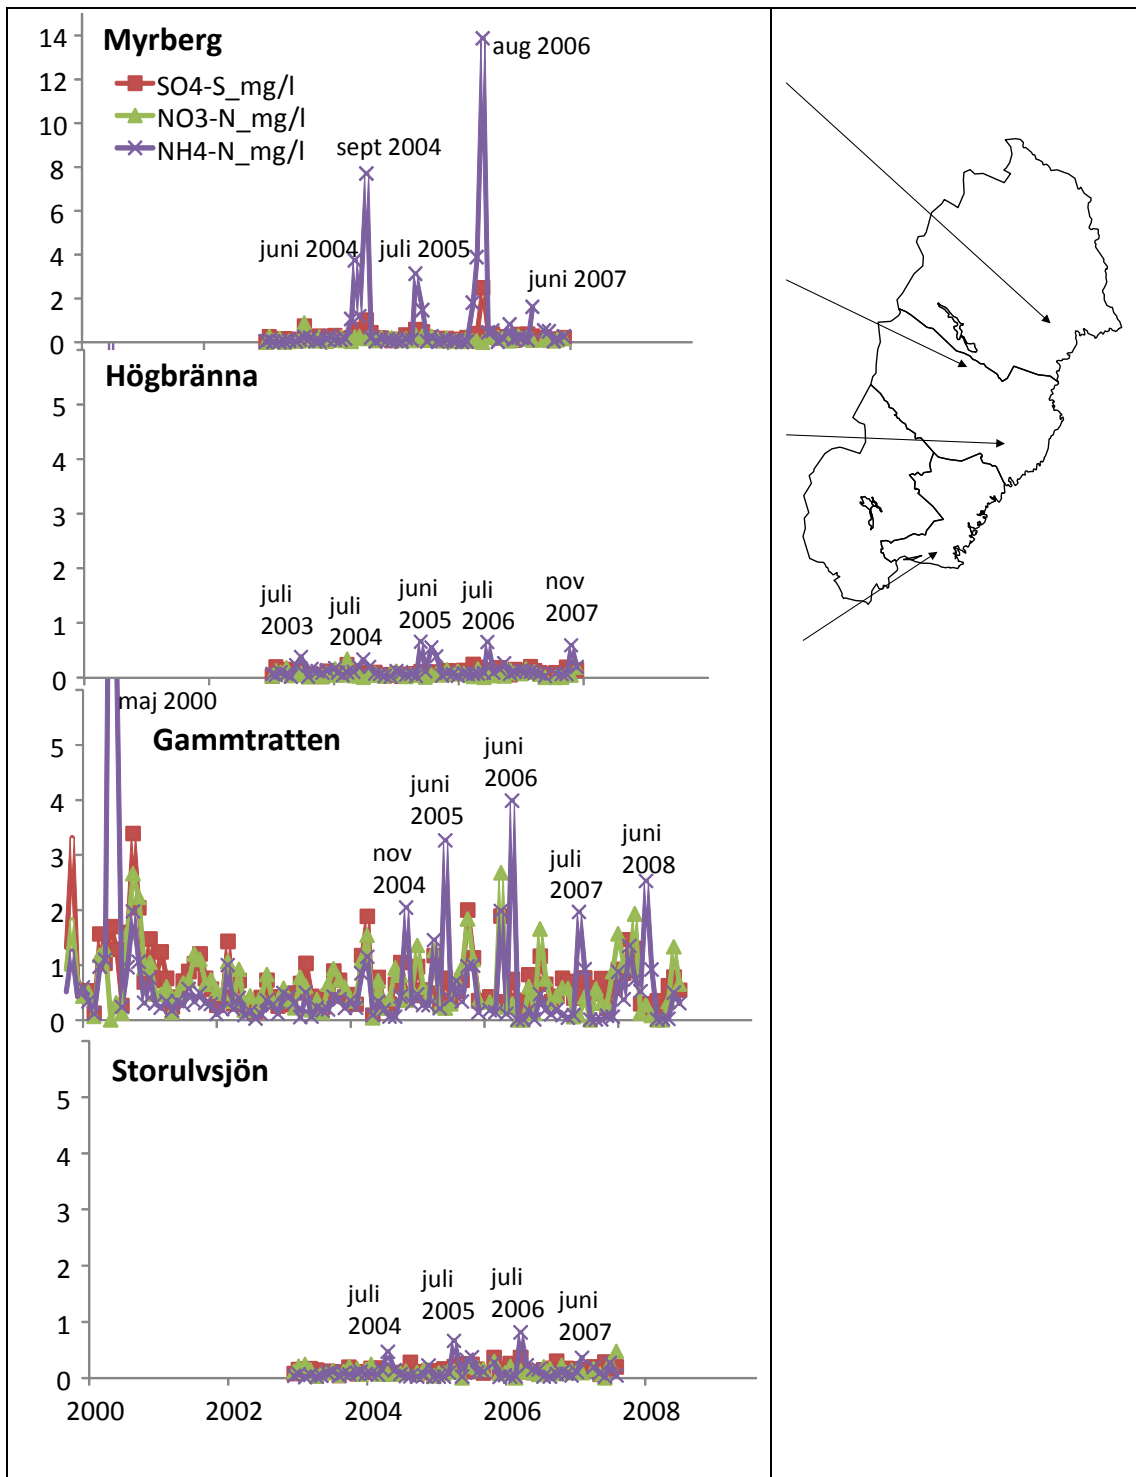 14
Myrberg
aug 2006
12
SO4-S_mg/l
10
NO3-N_mg/l
NH4-N_mg/l
sept 2004
8
6
4
juni 2004
juli 2005
2
juni 2007
0
Högbränna
5
4
3
2
juli
2003
juli
2004
juni
2005
juli
2006
nov
2007
1
0
maj 2000
Gammtratten
5
4
3
2
1
0
nov
2004
juni
2005
juni
2006
juli
2007
juni
2008
Storulvsjön
5
4
3
2
1
0
juli
2004
juli
2005
juli
2006
juni
2007
2000 2002 2004 2006 2008